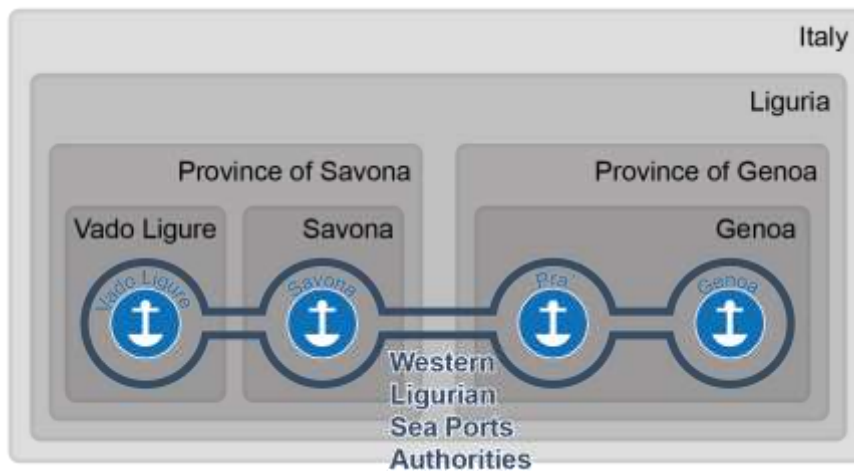 Italy
Liguria
Province of Savona
Province of Genoa
Vado Ligure
Savona
Genoa
Vado Ligure
Savona
Pra'
Genoa
Western
Ligurian
Sea Ports
Authorities